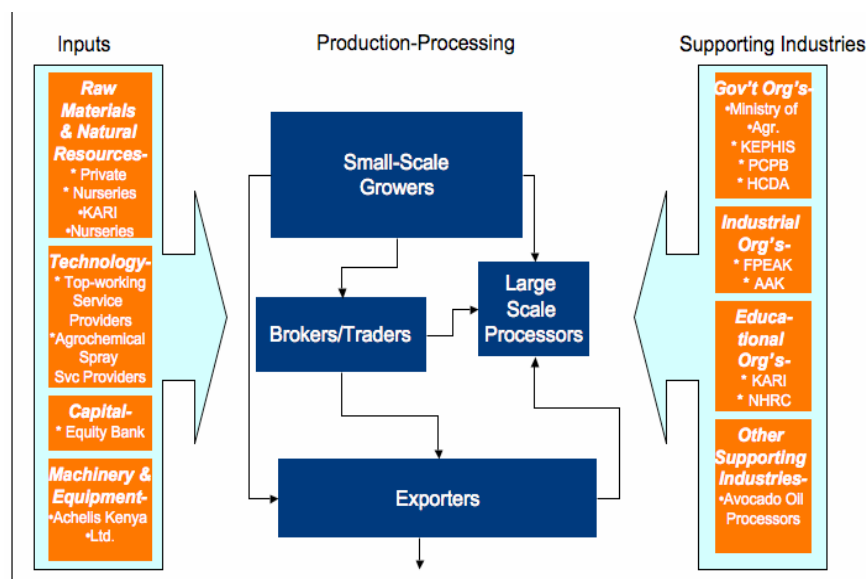 Inputs
Production-Processing
Supporting Industries
Raw
Materials
& Natural
Resources-
* Private
* Nurseries
•KARI
•Nurseries
Technology-
* Top-working
Service
Providers
*Agrochemical
Spray
Svc Providers
Capital-
* Equity Bank
Machinery &
Equipment-
•Achelis Kenya
•Ltd.
Small-Scale
Growers
Brokers/Traders
Large
Scale
Processors
Exporters
Gov't Org's-
•Ministry of
•Agr.
* KEPHIS
* PCPB
* HCDA
Industrial
Org's-
* FPEAK
* AAK
Educa-
tional
Org's-
* KARI
* NHRC
Other
Supporting
Industries-
•Avocado Oil
Processors